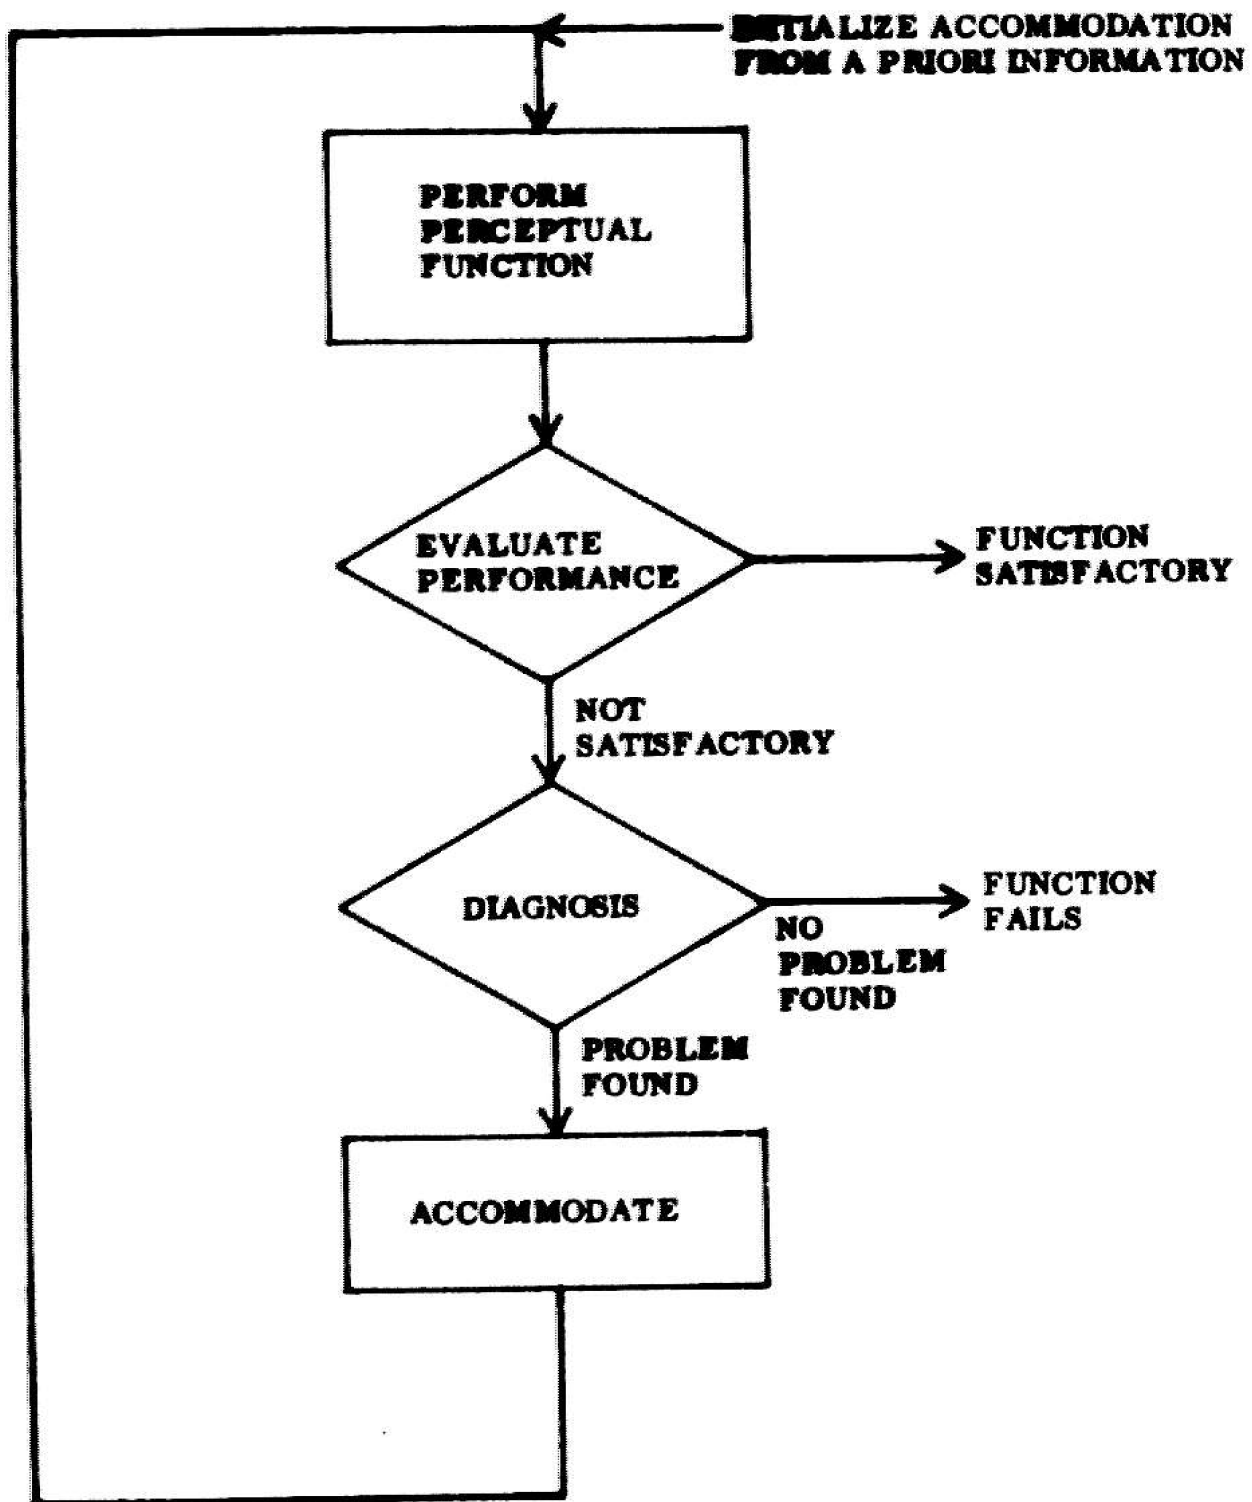 INITIALIZE ACCOMMODATION
FROM A PRIORI INFORMATION
PERFORM
PERCEPTUAL
FUNCTION
EVALUATE
PERFORMANCE
FUNCTION
SATISFACTORY
NOT
SATISFACTORY
DIAGNOSIS
FUNCTION
FAILS
NO
PROBLEM
FOUND
PROBLEM
FOUND
ACCOMMODATE